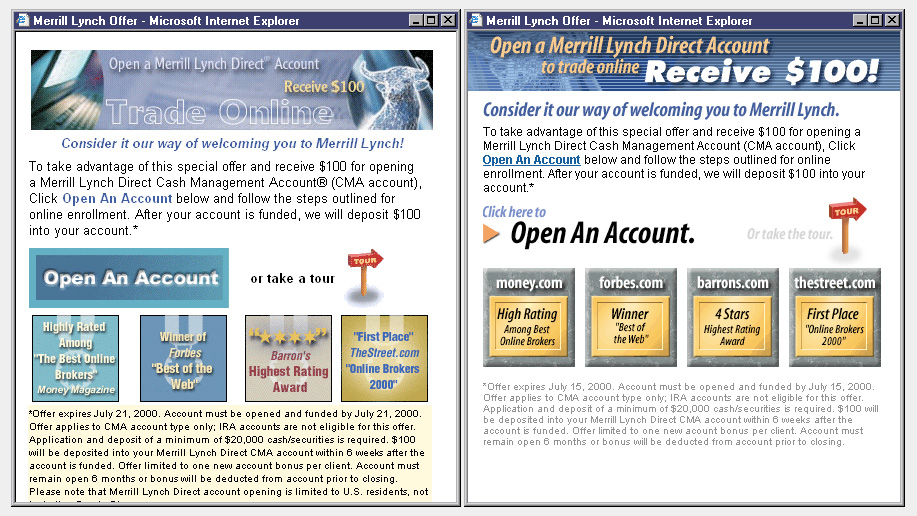 Merrill Lynch Offer - Microsoft Internet Explorer
Open a Merrill Lynch Direct Account
Receive $100
Trade Online
Consider it our way of welcoming you to Merrill Lynch!
To take advantage of this special offer and receive $100 for opening
a Merrill Lynch Direct Cash Management Account® (CMA account),
Click Open An Account below and follow the steps outlined for
online enrollment. After your account is funded, we will deposit $100
into your account.*
Open An Account
or take a tour
TOUR
Highly Rated
Among
"The Best Online
Brokers"
Money Magazine
Winner of
Forbes
"Best of the
Web"
Barron's
Highest Rating
Award
"First Place"
TheStreet.com
"Online Brokers
2000"
*Offer expires July 21, 2000. Account must be opened and funded by July 21, 2000.
Offer applies to CMA account type only; IRA accounts are not eligible for this offer.
Application and deposit of a minimum of $20,000 cash/securities is required. $100
will be deposited into your Merrill Lynch Direct CMA account within 6 weeks after the
account is funded. Offer limited to one new account bonus per client. Account must
remain open 6 months or bonus will be deducted from account prior to closing.
Please note that Merrill Lynch Direct account opening is limited to U.S. residents, not
Merrill Lynch Offer - Microsoft Internet Explorer
Open a Merrill Lynch Direct Account
to trade online Receive $100!
Consider it our way of welcoming you to Merrill Lynch.
To take advantage of this special offer and receive $100 for opening a
Merrill Lynch Direct Cash Management Account (CMA account), Click
Open An Account below and follow the steps outlined for online
enrollment. After your account is funded, we will deposit $100 into your
account.*
Click here to
Open An Account.
Or take the tour.
TOUR
money.com
High Rating
Among Best
Online Brokers
forbes.com
Winner
"Best of
the Web"
barrons.com
4 Stars
Highest Rating
Award
thestreet.com
First Place
"Online Brokers
2000"
*Offer expires July 15, 2000. Account must be opened and funded by July 15, 2000.
Offer applies to CMA account type only; IRA accounts are not eligible for this offer.
Application and deposit of a minimum of $20,000 cash/securities is required. $100 will
be deposited into your Merrill Lynch Direct CMA account within 6 weeks after the
account is funded. Offer limited to one new account bonus per client. Account must
remain open 6 months or bonus will be deducted from account prior to closing.